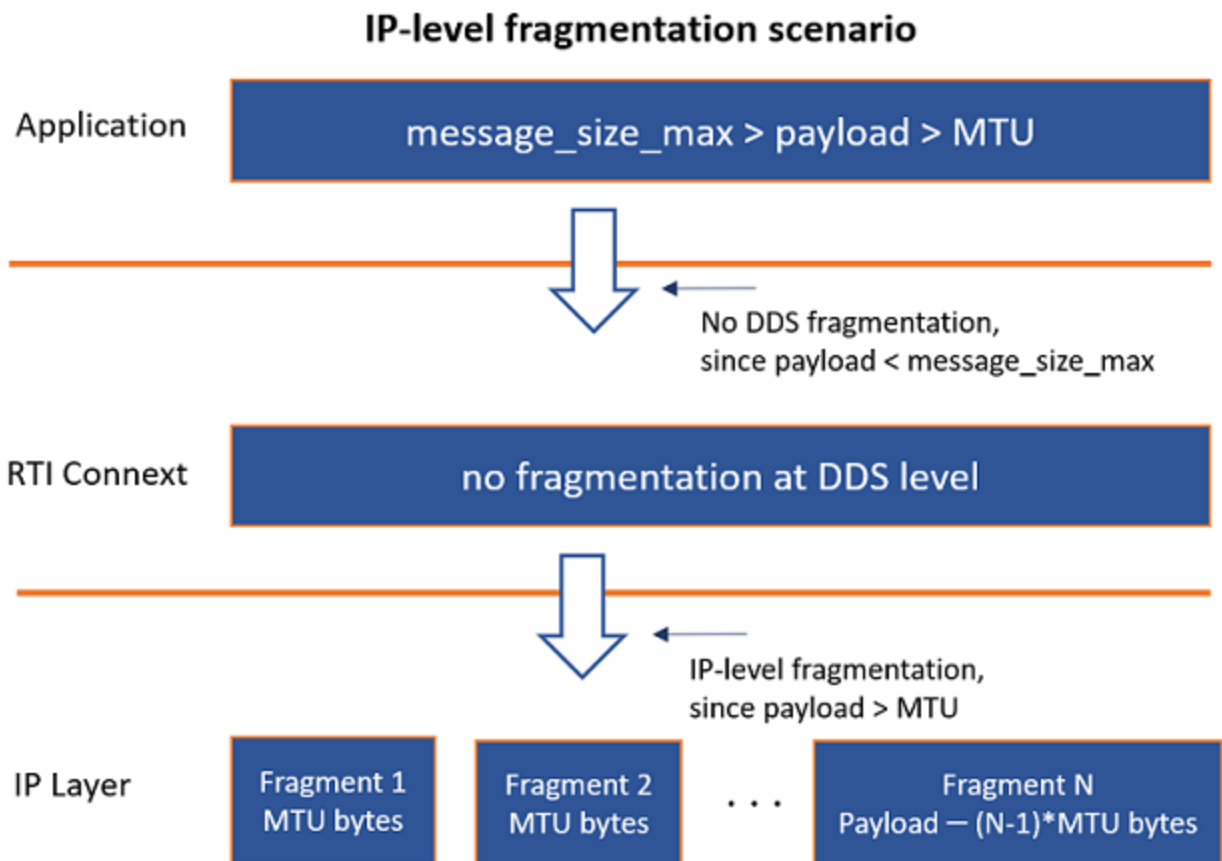 IP-level fragmentation scenario
Application
message_size_max > payload > MTU
No DDS fragmentation,
since payload < message_size_max
RTI Connext
no fragmentation at DDS level
IP-level fragmentation,
since payload > MTU
IP Layer
Fragment 1
MTU bytes
Fragment 2
MTU bytes
. . .
Fragment N
Payload — (N-1)*MTU bytes